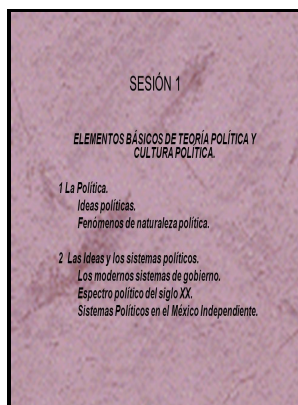 SESIÓN 1
ELEMENTOS BÁSICOS DE TEORÍA POLÍTICA Y
CULTURA POLÍTICA.
1 La Política.
Ideas políticas.
Fenómenos de naturaleza política.
2 Las Ideas y los sistemas políticos.
Los modernos sistemas de gobierno.
Espectro político del siglo XX.
Sistemas Políticos en el México Independiente.